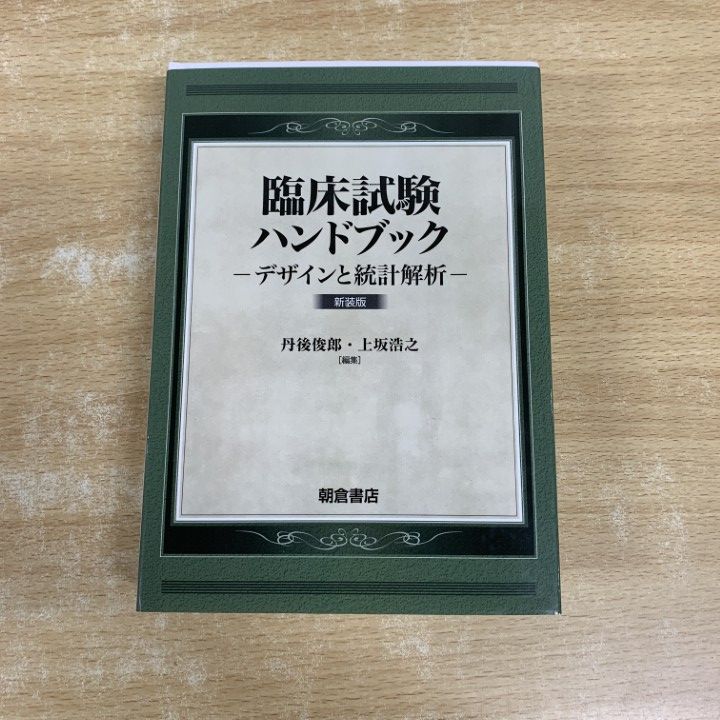 臨床試験
ハンドブック
－デザインと統計解析－
新装版
丹後俊郎・上坂浩之
[編集]
朝倉書店